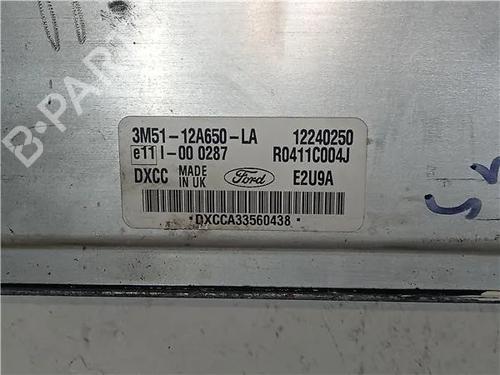 B-PARTS
3M51-12A650-LA 12240250
e11 I-00 0287 R0411C004J
DXCC MADE IN UK Ford E2U9A
*DXCCA33560438*